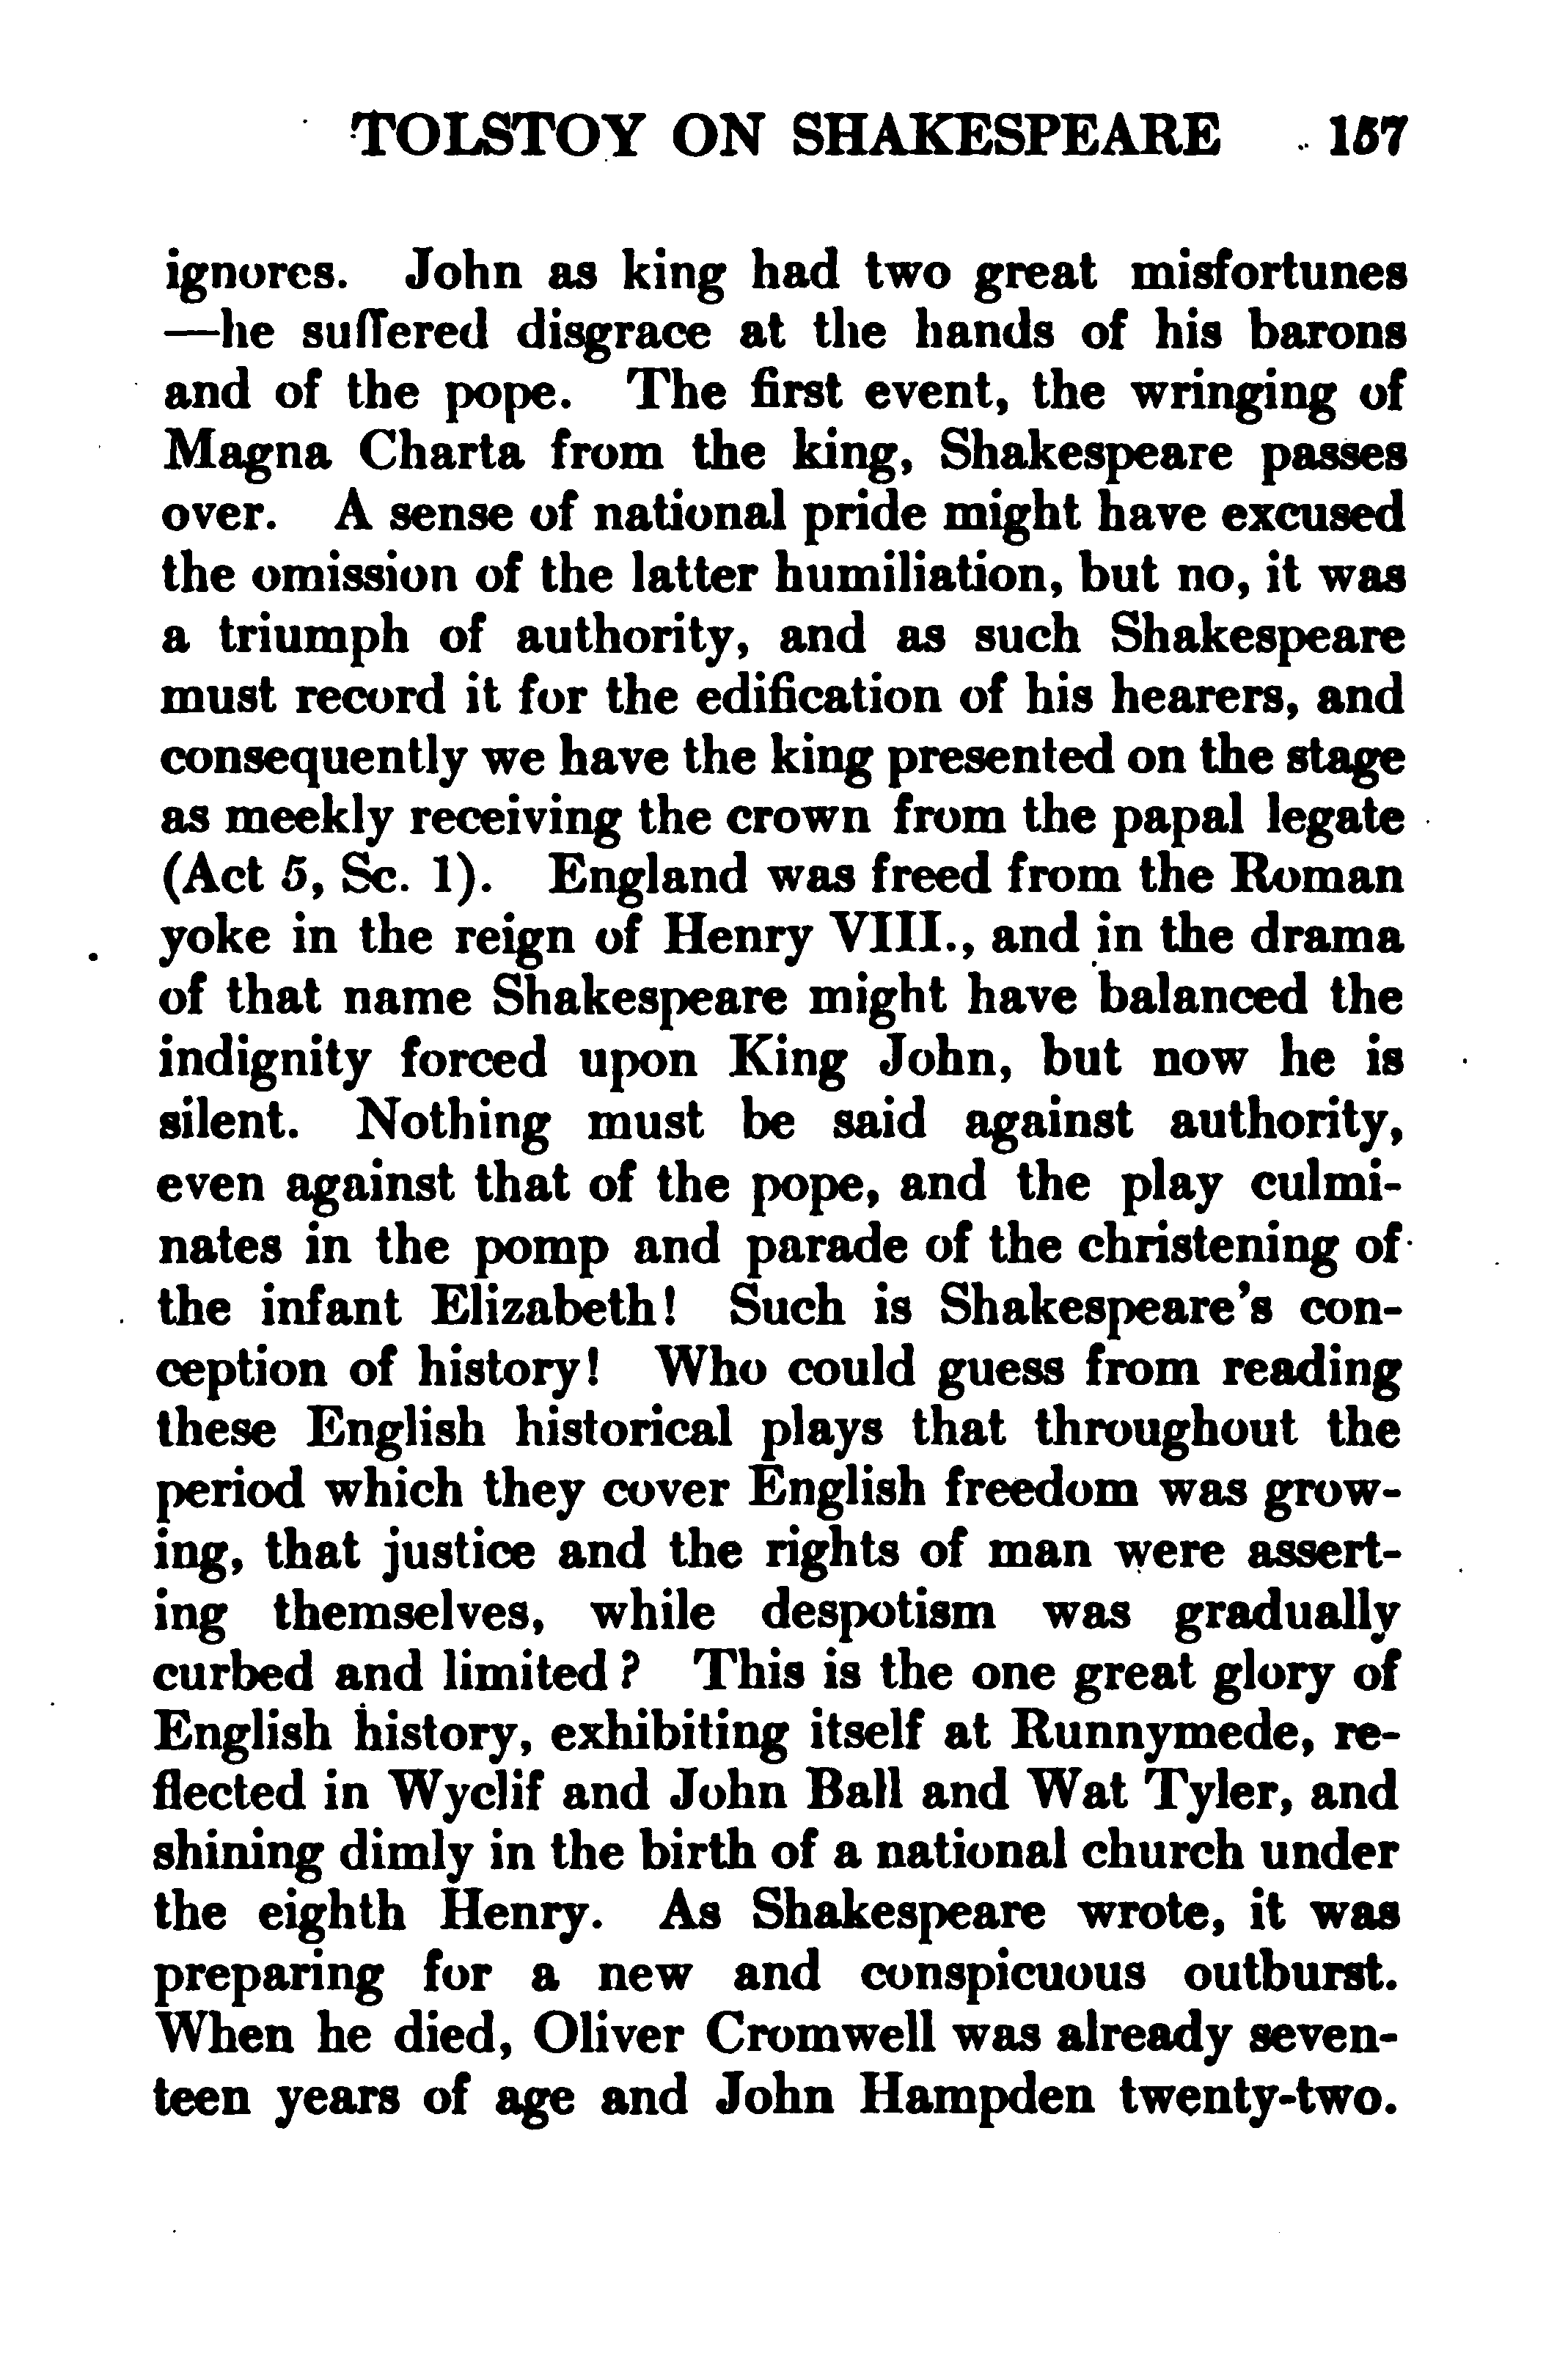 TOLSTOY ON SHAKESPEARE 157
ignores. John as king had two great misfortunes
—he suffered disgrace at the hands of his barons
and of the pope. The first event, the wringing of
Magna Charta from the king, Shakespeare passes
over. A sense of national pride might have excused
the omission of the latter humiliation, but no, it was
a triumph of authority, and as such Shakespeare
must record it for the edification of his hearers, and
consequently we have the king presented on the stage
as meekly receiving the crown from the papal legate
(Act 5, Sc. 1). England was freed from the Roman
yoke in the reign of Henry VIII., and in the drama
of that name Shakespeare might have balanced the
indignity forced upon King John, but now he is
silent. Nothing must be said against authority,
even against that of the pope, and the play culmi-
nates in the pomp and parade of the christening of
the infant Elizabeth! Such is Shakespeare's con-
ception of history! Who could guess from reading
these English historical plays that throughout the
period which they cover English freedom was grow-
ing, that justice and the rights of man were assert-
ing themselves, while despotism was gradually
curbed and limited? This is the one great glory of
English history, exhibiting itself at Runnymede, re-
flected in Wyclif and John Ball and Wat Tyler, and
shining dimly in the birth of a national church under
the eighth Henry. As Shakespeare wrote, it was
preparing for a new and conspicuous outburst.
When he died, Oliver Cromwell was already seven-
teen years of age and John Hampden twenty-two.